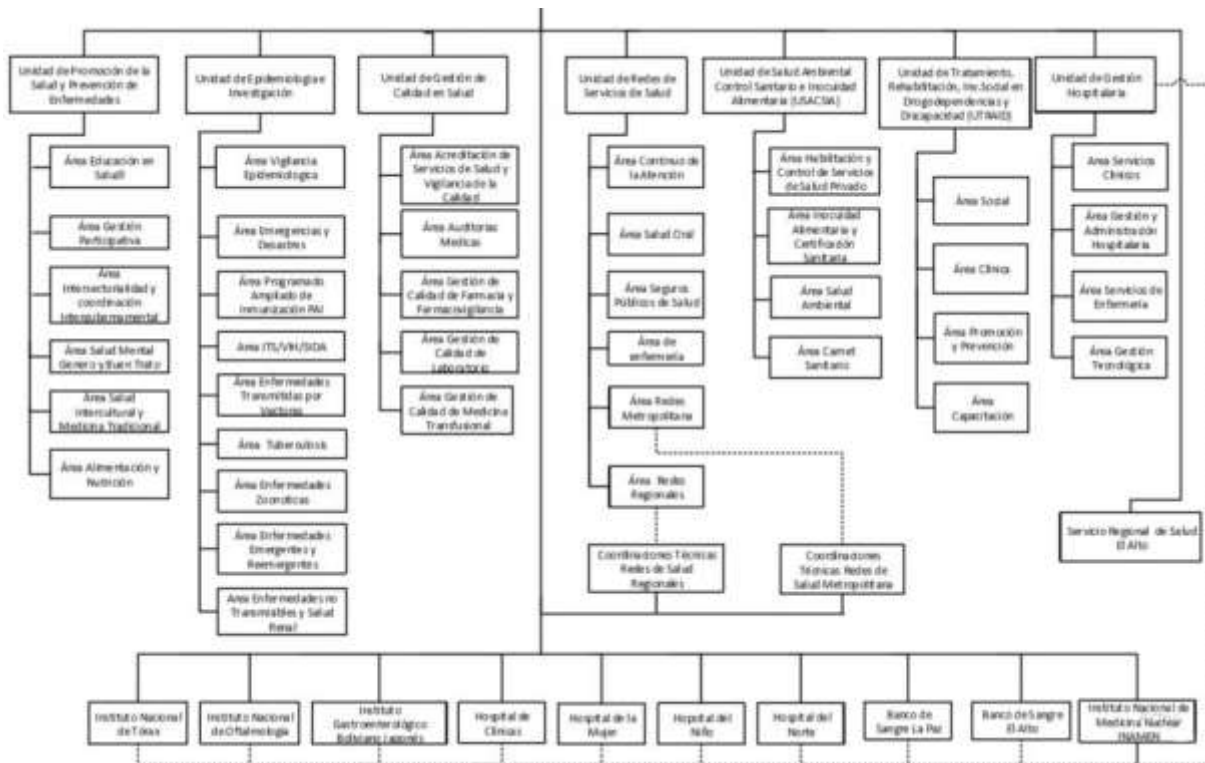 Unidad de Promoción de la
Salud y Prevención de
Enfermedades
Área Educación en
Salud
Área Gestión
Participativa
Área
Intersectorialidad y
coordinación
Área Salud Mental
Genero y Buen Trato
Área Salud
Intercultural y
Medicina Tradicional
Área Alimentación y
Nutrición
Unidad de Epidemiología e
Investigación
Área Vigilancia
Epidemiologica
Área Emergencias y
Desastres
Área Programado
Ampliado de
Inmunización PAI
Área ITS/VIH/SIDA
Área Enfermedades
Transmitidas por
Vectores
Área Tuberculosis
Área Enfermedades
Zoonoticas
Área Enfermedades
Emergentes y
Reemergentes
Area Enfermedades no
Transmisibles y Salud
Renal
Unidad de Gestión de
Calidad en Salud
Área Acreditación de
Servicios de Salud y
Vigilancia de la
Calidad
Área Auditorias
Medicas
Área Gestión de
Calidad de Farmacia y
Farmacivigilancia
Área Gestión de
Calidad de
Laboratorio
Área Gestión de
Calidad de Medicina
Transfusional
Unidad de Redes de
Servicios de Salud
Área Continuo de
la Atención
Área Salud Oral
Área Seguros
Públicos de Salud
Área de
enfermería
Área Redes
Metropolitana
Área Redes
Regionales
Coordinaciones Técnicas
Redes de Salud
Regionales
Unidad de Salud Ambiental
Control Sanitario e Inocuidad
Alimentaria (USACSIA)
Área Habilitación y
Control de Servicios
de Salud Privado
Área Inocuidad
Alimentaria y
Certificación
Sanitaria
Área Salud
Ambiental
Área Carnet
Sanitario
Coordinaciones
Técnicas Redes de
Salud Metropolitana
Unidad de Tratamiento,
Rehabilitación, Inv. Social en
Drogodependencias y
Discapacidad (UTRAID)
Área Social
Área Clínica
Área Promoción
y Prevención
Área
Capacitación
Unidad de Gestión
Hospitalaria
Area Servicios
Clínicos
Área Gestión y
Administración
Hospitalaria
Área Servicios de
Enfermería
Área Gestión
Tecnológica
Servicio Regional de Salud
El Alto
Instituto Nacional
de Tórax
Instituto Nacional
de Oftalmología
Instituto
Gastroenterológico
Boliviano Japonés
Hospital de
Clínicas
Hospital de la
Mujer
Hospital del
Niño
Hospital del
Norte
Banco de
Sangre La Paz
Banco de Sangre
El Alto
Instituto Nacional de
Medicina Nuclear
INAMEN